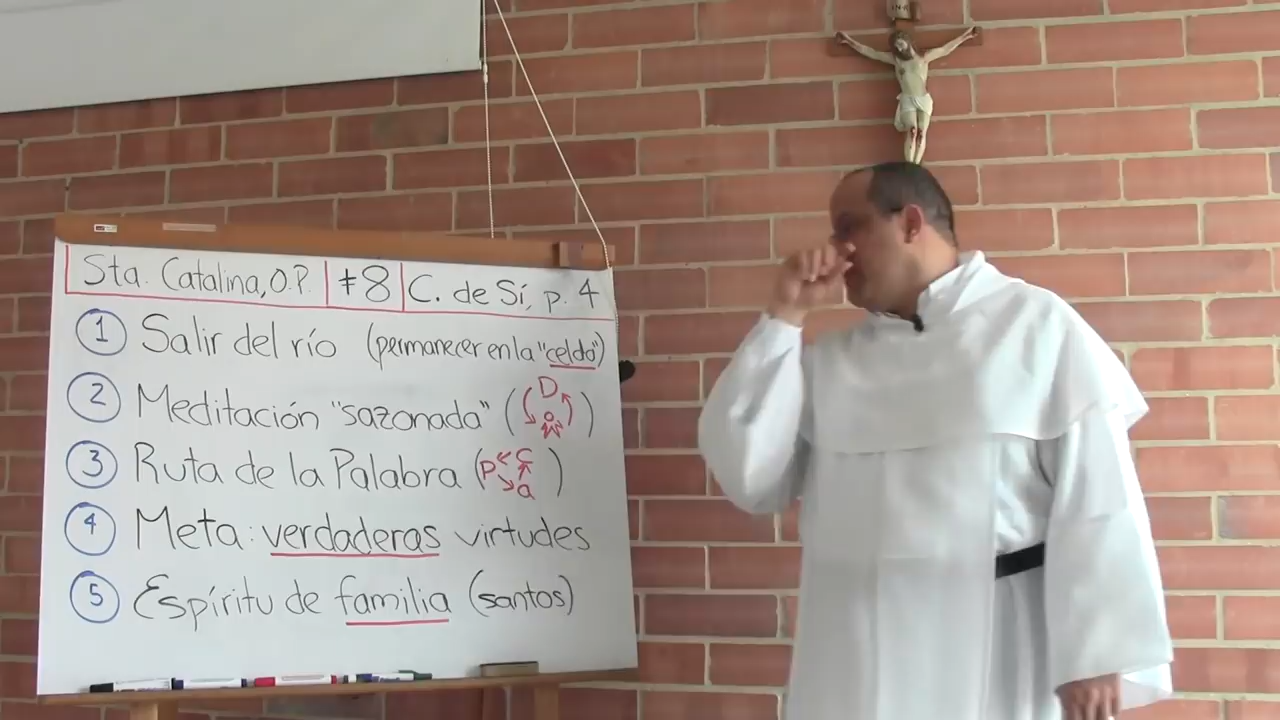 Sta. Catalina, O.P. #8 C. de Sí, p. 4
1 Salir del río (permanecer en la "celda")
2 Meditación "sazonada" (D)
3 Ruta de la Palabra (P C a)
4 Meta: verdaderas virtudes
5 Espíritu de familia (santos)